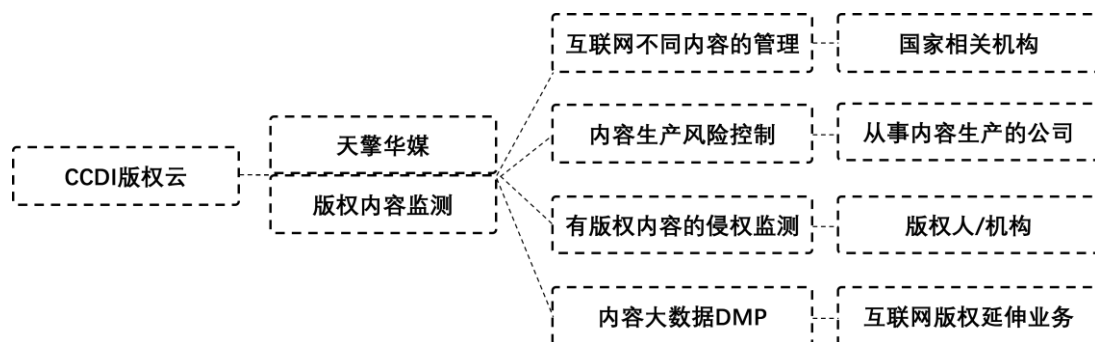 互联网不同内容的管理
国家相关机构
天擎华媒
内容生产风险控制
从事内容生产的公司
CCDI版权云
版权内容监测
有版权内容的侵权监测
版权人/机构
内容大数据DMP
互联网版权延伸业务